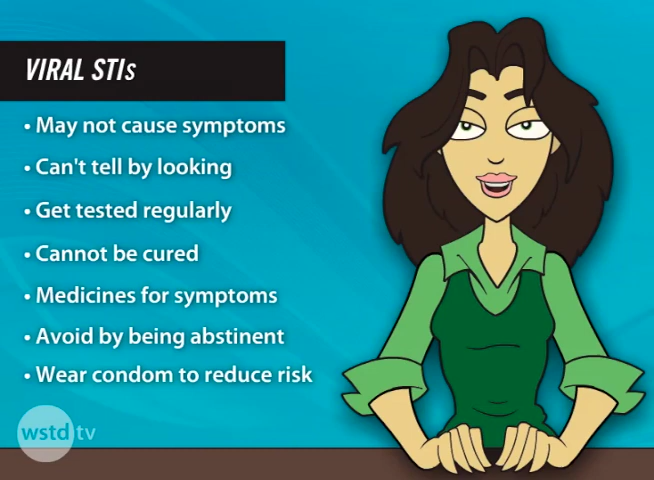 VIRAL STIs
• May not cause symptoms
• Can't tell by looking
• Get tested regularly
• Cannot be cured
• Medicines for symptoms
• Avoid by being abstinent
• Wear condom to reduce risk
wstd tv